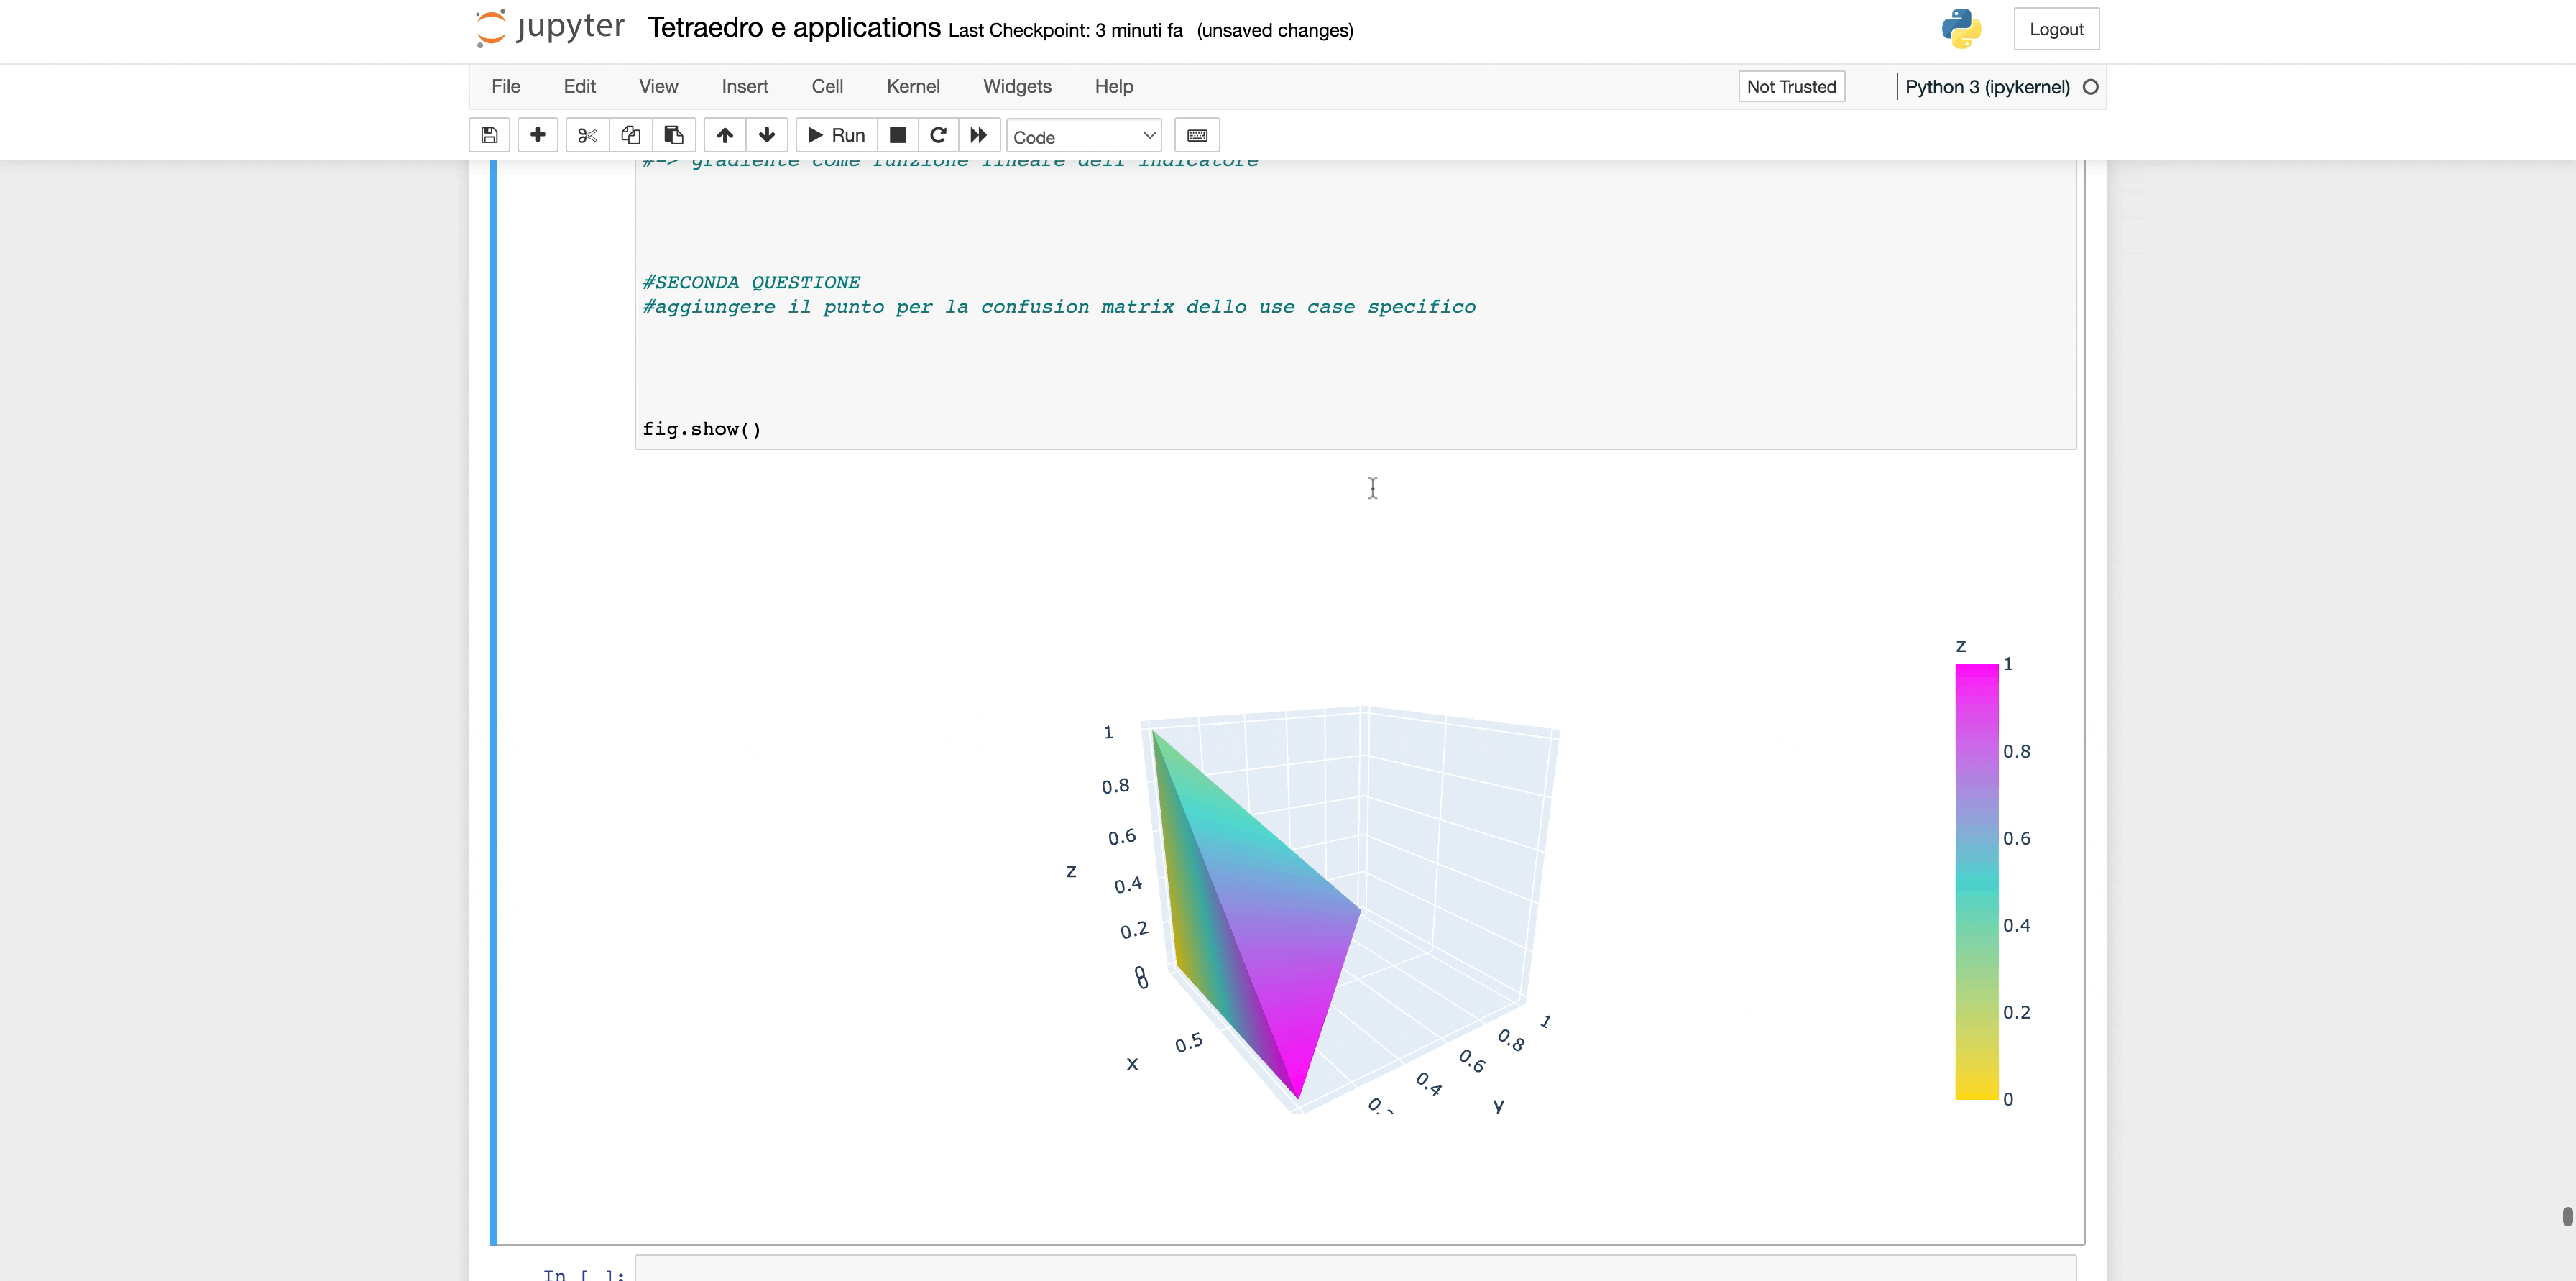 jupyter Tetraedro e applications Last Checkpoint: 3 minuti fa (unsaved changes)
Logout
File Edit View Insert Cell Kernel Widgets Help
Not Trusted
Python 3 (ipykernel)
Run
Code
#-> gradiente come funzione lineare dell'indicatore
#SECONDA QUESTIONE
#aggiungere il punto per la confusion matrix dello use case specifico
fig.show()
z
1
0.8
0.6
0.4
0.2
0
z
1
0.8
0.6
0.4
0.2
0
0
x
0.5
0.4
0.6
0.8
1
y
In [ ]: